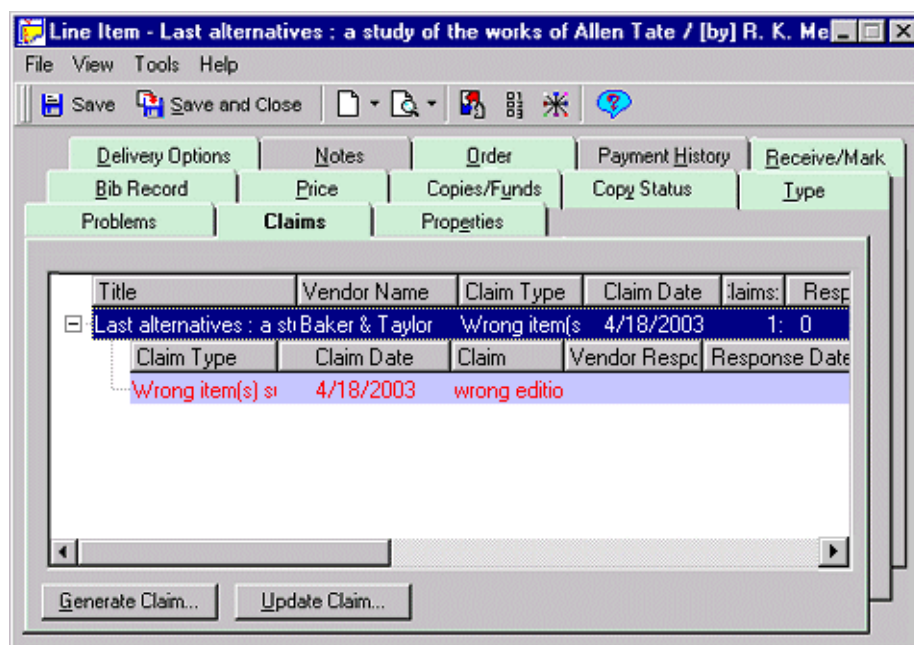 Line Item - Last alternatives : a study of the works of Allen Tate / [by] R. K. Me
File View Tools Help
Save Save and Close
Delivery Options Notes Order Payment History Receive/Mark
Bib Record Price Copies/Funds Copy Status Type
Problems Claims Properties
Title Vendor Name Claim Type Claim Date laims: Resp
Last alternatives : a stu Baker & Taylor Wrong item(s 4/18/2003 1: 0
Claim Type Claim Date Claim Vendor Respo Response Date
Wrong item(s) su 4/18/2003 wrong editio
Generate Claim... Update Claim...